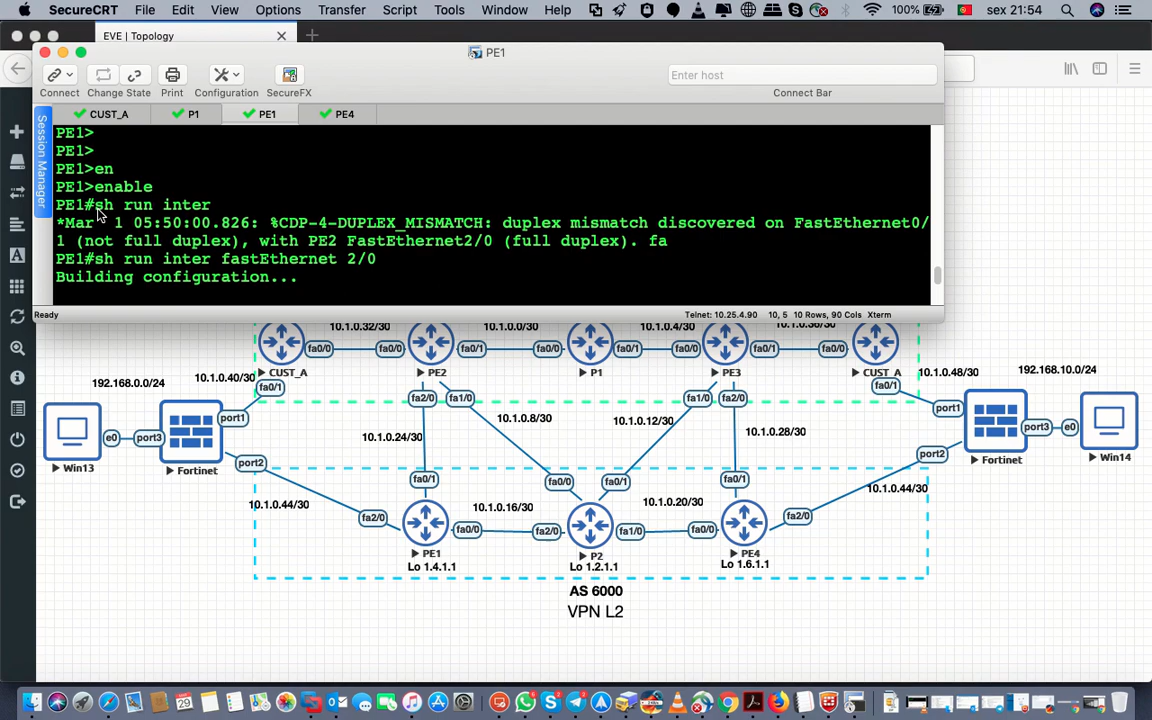 SecureCRT File Edit View Options Transfer Script Tools Window Help 100% sex 21:54
EVE | Topology
PE1
Enter host
Connect Change State Print Configuration SecureFX Connect Bar
Session Manager
CUST_A P1 PE1 PE4
PE1>
PE1>
PE1>en
PE1>enable
PE1#sh run inter
*Mar 1 05:50:00.826: %CDP-4-DUPLEX_MISMATCH: duplex mismatch discovered on FastEthernet0/
1 (not full duplex), with PE2 FastEthernet2/0 (full duplex). fa
PE1#sh run inter fastEthernet 2/0
Building configuration...
Ready Telnet: 10.25.4.90 10, 5 10 Rows, 90 Cols Xterm
10.1.0.32/30 10.1.0.0/30 10.1.0.4/30 10.1.0.36/30
fa0/0 fa0/0 fa0/1 fa0/0 fa0/1 fa0/0 fa0/1 fa0/0
CUST_A PE2 P1 PE3 CUST_A
192.168.0.0/24 10.1.0.40/30 fa0/1 fa0/1 10.1.0.48/30 192.168.10.0/24
fa2/0 fa1/0 fa1/0 fa2/0
port1 10.1.0.8/30 10.1.0.12/30 port1
e0 port3 10.1.0.24/30 10.1.0.28/30 port3 e0
Win13 Fortinet port2 port2 Fortinet Win14
fa0/1 fa0/0 fa0/1 fa0/1
10.1.0.44/30 10.1.0.16/30 10.1.0.20/30 10.1.0.44/30
fa2/0 fa0/0 fa2/0 fa1/0 fa0/0 fa2/0
PE1 P2 PE4
Lo 1.4.1.1 Lo 1.2.1.1 Lo 1.6.1.1
AS 6000
VPN L2